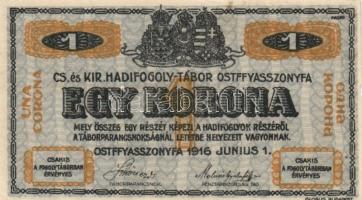 1
1
CS. és KIR. HADIFOGOLY-TÁBOR OSTFFYASSZONYFA
EGY KORONA
UNA
CORONA
MELY ÖSSZEG EGY RÉSZÉT KÉPEZI A HADIFOGLYOK RÉSZÉRŐL
A TÁBORPARANCSNOKSÁGNÁL LETÉTBE HELYEZETT VAGYONNAK.
OSTFFYASSZONYFA 1916 JUNIUS 1.
CSAKIS
A FOGOLYTÁBORBAN
ÉRVÉNYES
CSAKIS
A FOGOLYTÁBORBAN
ÉRVÉNYES